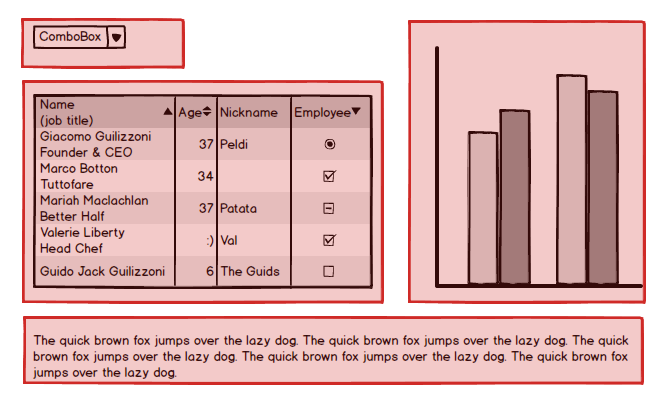 ComboBox
Name
(job title)
Age
Nickname
Employee
Giacomo Guilizzoni
Founder & CEO
37
Peldi
Marco Botton
Tuttofare
34
Mariah Maclachlan
Better Half
37
Patata
Valerie Liberty
Head Chef
:)
Val
Guido Jack Guilizzoni
6
The Guids
The quick brown fox jumps over the lazy dog. The quick brown fox jumps over the lazy dog. The quick
brown fox jumps over the lazy dog. The quick brown fox jumps over the lazy dog. The quick brown fox
jumps over the lazy dog.